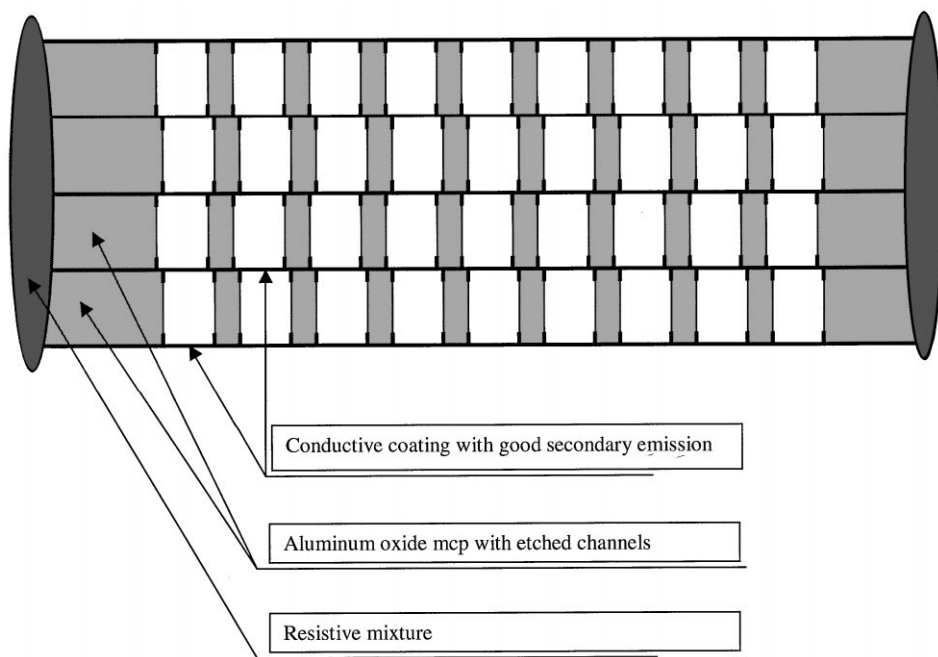 Conductive coating with good secondary emission
Aluminum oxide mcp with etched channels
Resistive mixture